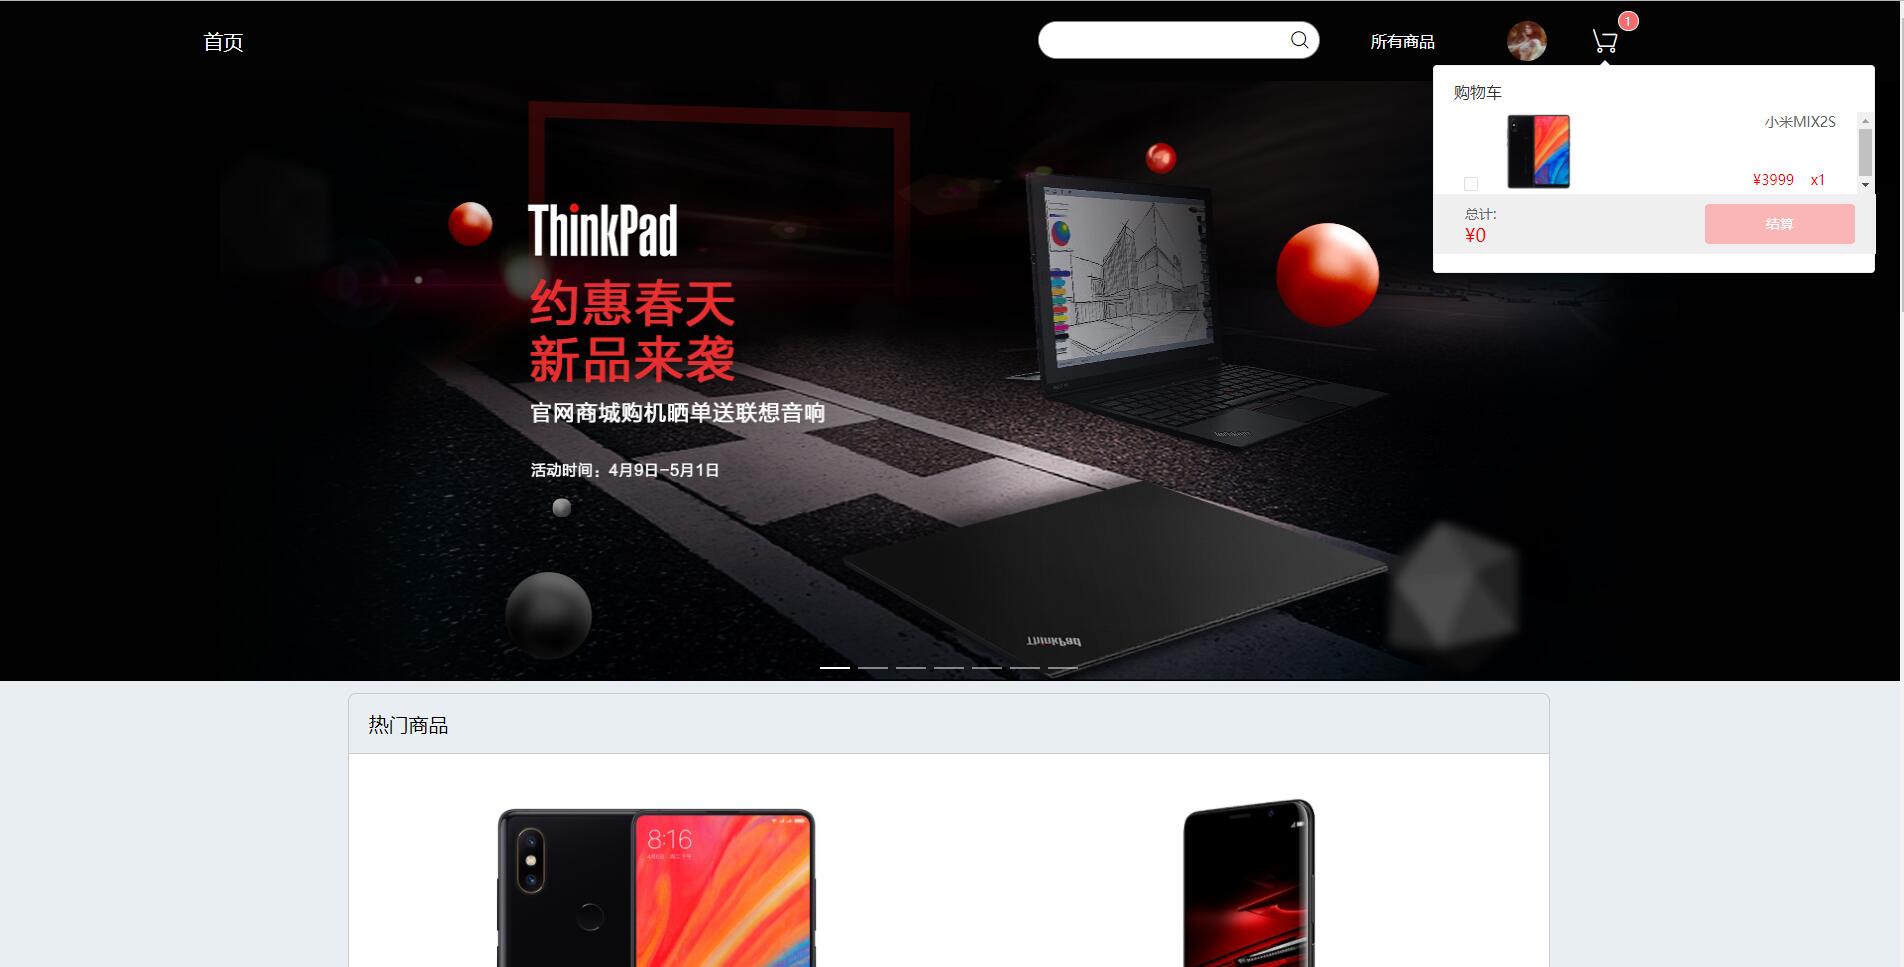 首页
所有商品
1
购物车
小米MIX2S
¥3999 x1
总计:
¥0
结算
ThinkPad
约惠春天
新品来袭
官网商城购机晒单送联想音响
活动时间：4月9日-5月1日
ThinkPad
热门商品
8:16